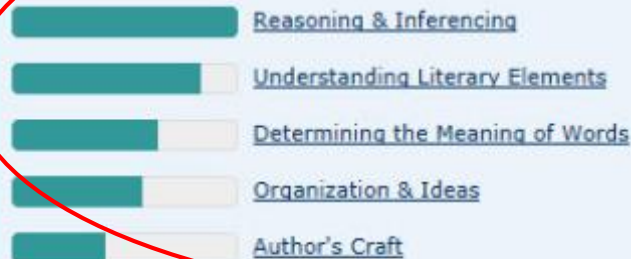 Reasoning & Inferencing
Understanding Literary Elements
Determining the Meaning of Words
Organization & Ideas
Author's Craft